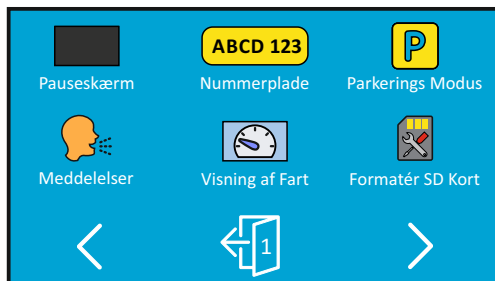 ABCD 123
P
Pauseskærm
Nummerplade
Parkerings Modus
Meddelelser
Visning af Fart
Formatér SD Kort
1